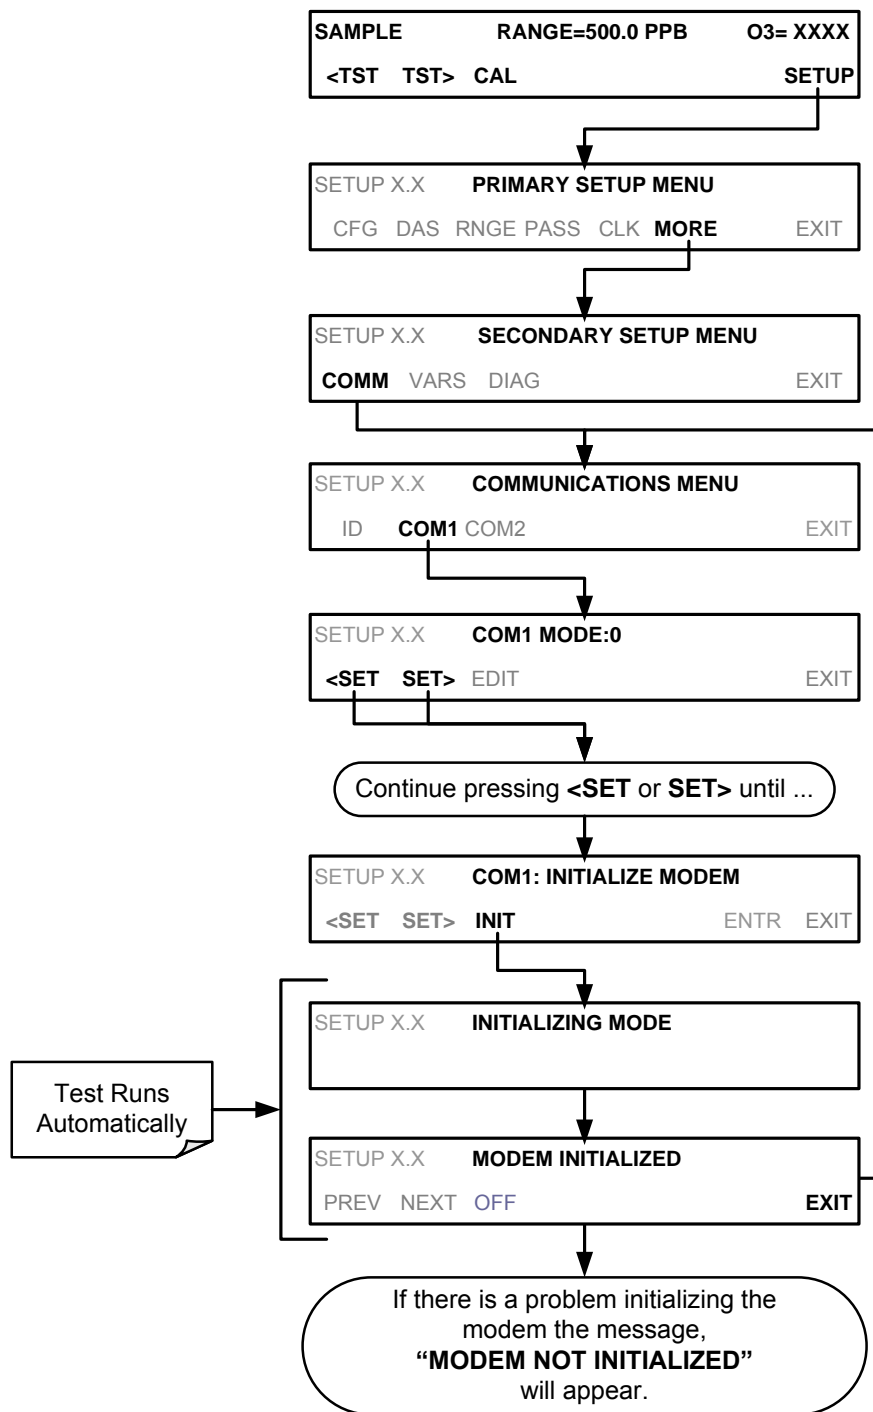 SAMPLE RANGE=500.0 PPB O3= XXXX
<TST TST> CAL SETUP
SETUP X.X PRIMARY SETUP MENU
CFG DAS RNGE PASS CLK MORE EXIT
SETUP X.X SECONDARY SETUP MENU
COMM VARS DIAG EXIT
SETUP X.X COMMUNICATIONS MENU
ID COM1 COM2 EXIT
SETUP X.X COM1 MODE:0
<SET SET> EDIT EXIT
Continue pressing <SET or SET> until ...
SETUP X.X COM1: INITIALIZE MODEM
<SET SET> INIT ENTR EXIT
SETUP X.X INITIALIZING MODE
Test Runs
Automatically
SETUP X.X MODEM INITIALIZED
PREV NEXT OFF EXIT
If there is a problem initializing the
modem the message,
“MODEM NOT INITIALIZED”
will appear.